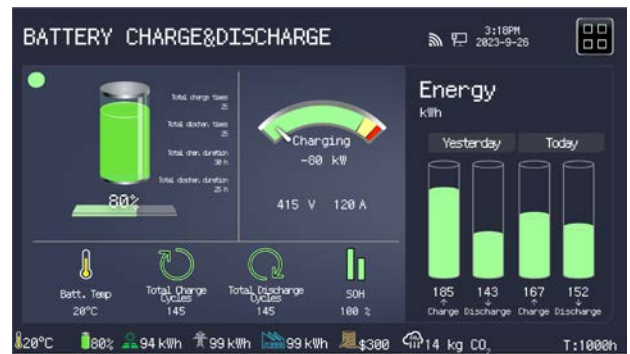 BATTERY CHARGE&DISCHARGE
3:18PM
2023-9-26
Total charge times
25
Total dischar. times
25
Total char. duration
30 h
Total dischar. duration
25 h
80%
Charging
-80 kW
415 V 120 A
Batt. Temp
20°C
Total Charge
Cycles
145
Total Discharge
Cycles
145
SOH
100 %
Energy
kWh
Yesterday Today
185 143 167 152
↑ ↓ ↑ ↓
Charge Discharge Charge Discharge
20°C 80% 94 kWh 99 kWh 99 kWh $300 14 kg CO₂ T:1000h